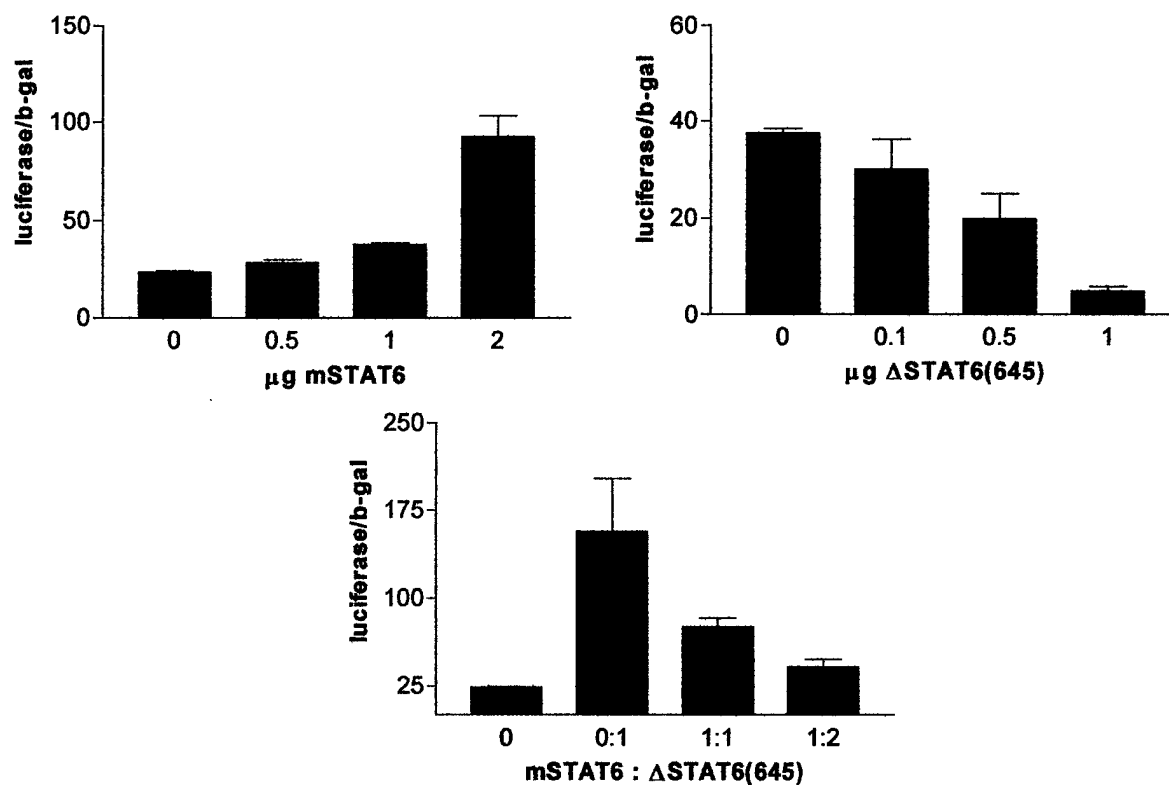 luciferase/b-gal
150
100
50
0
0 0.5 1 2
μg mSTAT6
luciferase/b-gal
60
40
20
0
0 0.1 0.5 1
μg ΔSTAT6(645)
luciferase/b-gal
250
175
100
25
0 0:1 1:1 1:2
mSTAT6 : ΔSTAT6(645)